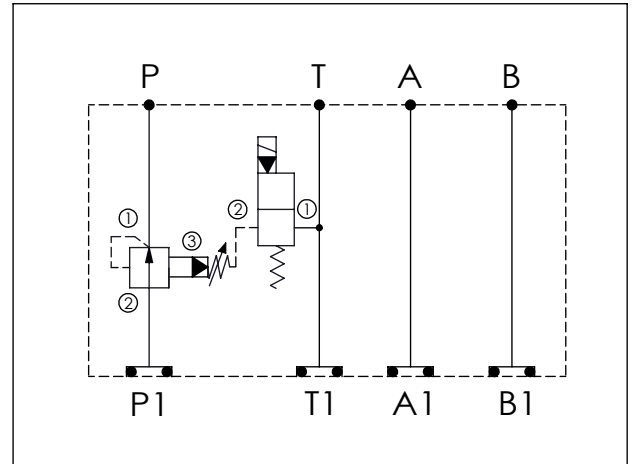 P T A B
① ② ①
③
②
P1 T1 A1 B1